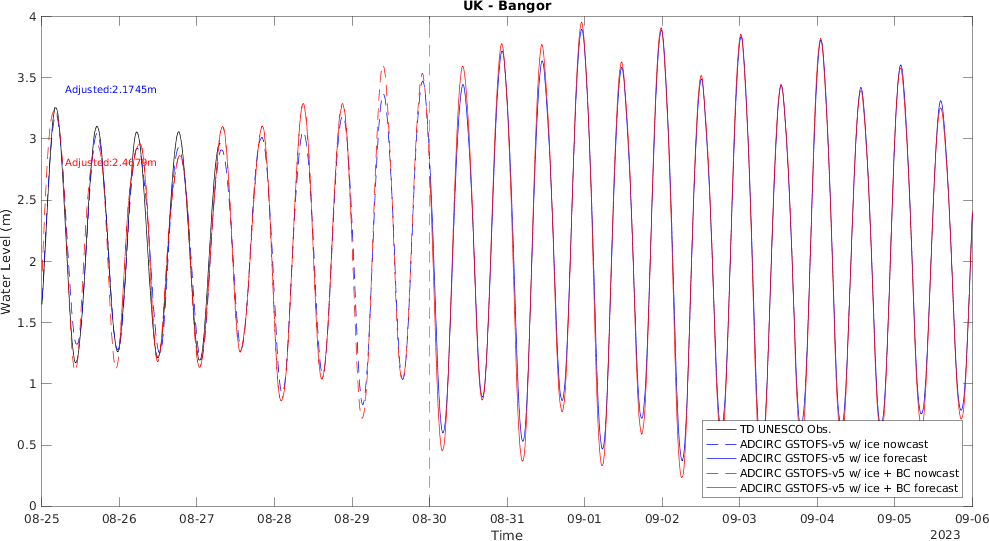 UK - Bangor
Water Level (m)
4
3.5
3
2.5
2
1.5
1
0.5
0
Adjusted:2.1745m
Adjusted:2.4679m
TD UNESCO Obs.
ADCIRC GSTOFS-v5 w/ ice nowcast
ADCIRC GSTOFS-v5 w/ ice forecast
ADCIRC GSTOFS-v5 w/ ice + BC nowcast
ADCIRC GSTOFS-v5 w/ ice + BC forecast
08-25 08-26 08-27 08-28 08-29 08-30 08-31 09-01 09-02 09-03 09-04 09-05 09-06
Time
2023